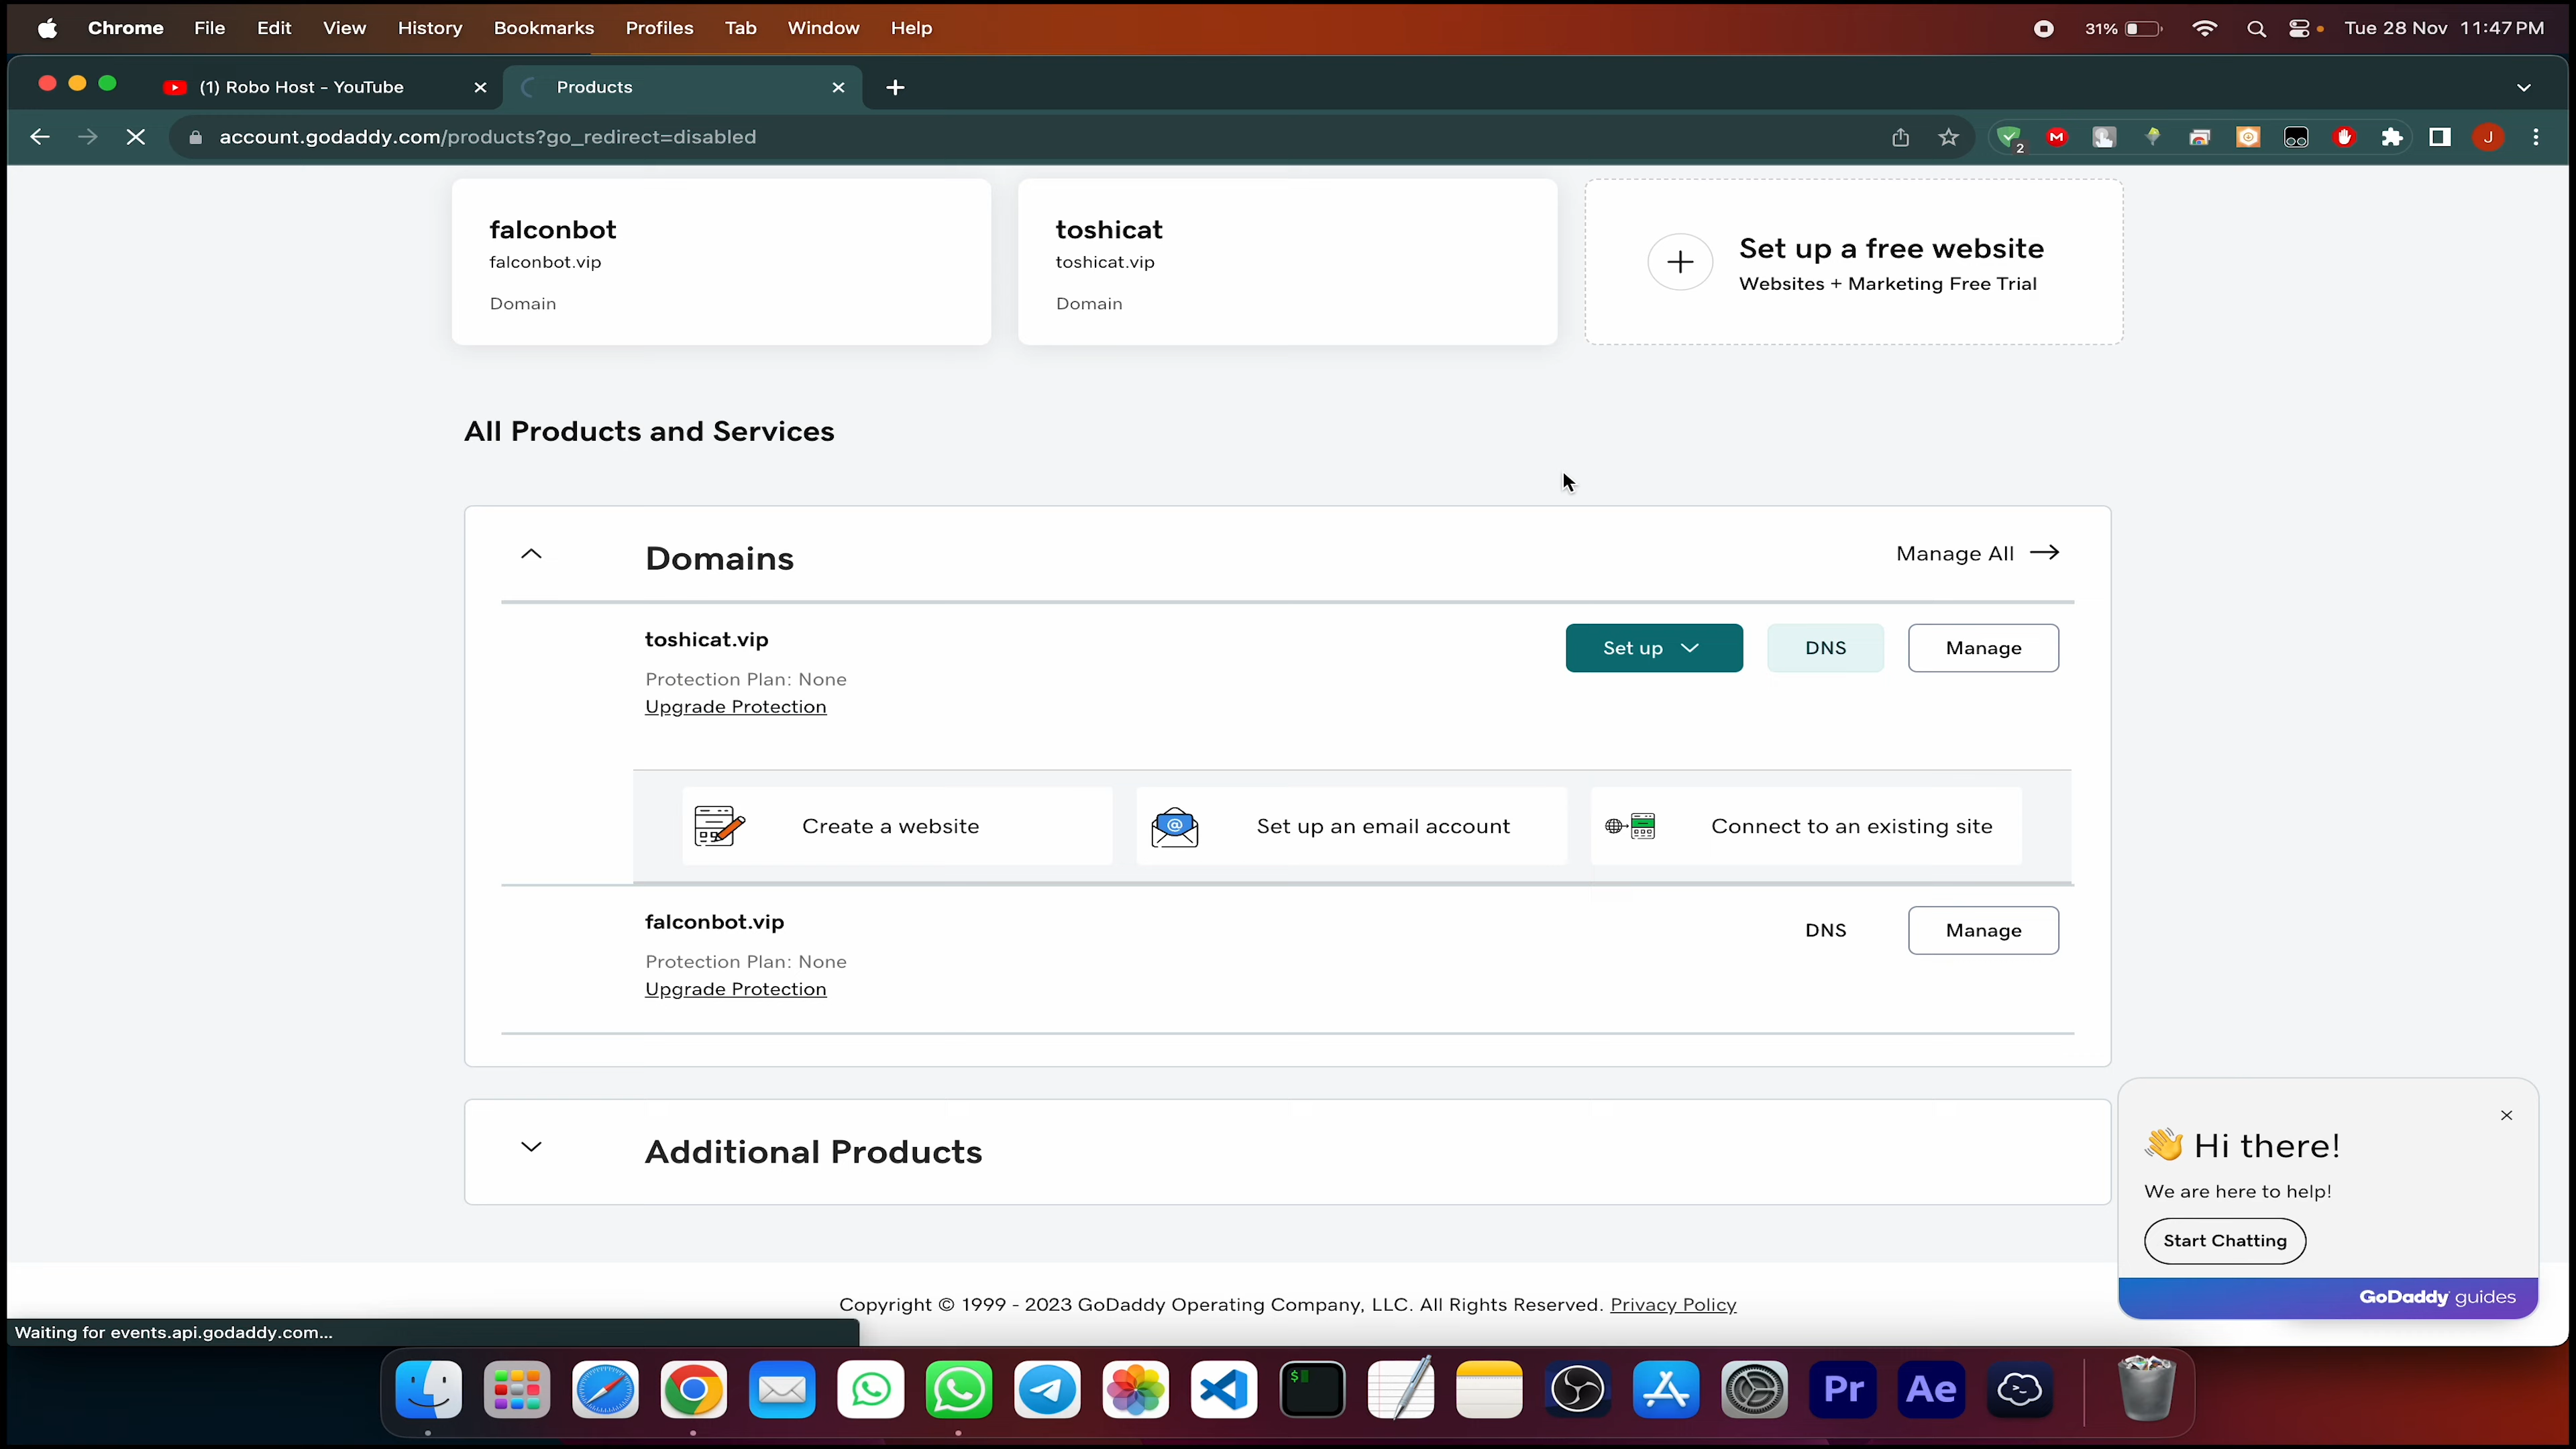 Chrome File Edit View History Bookmarks Profiles Tab Window Help 31% Tue 28 Nov 11:47 PM
(1) Robo Host - YouTube Products
account.godaddy.com/products?go_redirect=disabled 2 J
falconbot
falconbot.vip
Domain
toshicat
toshicat.vip
Domain
Set up a free website
Websites + Marketing Free Trial
All Products and Services
Domains Manage All
toshicat.vip Set up DNS Manage
Protection Plan: None
Upgrade Protection
Create a website Set up an email account Connect to an existing site
falconbot.vip DNS Manage
Protection Plan: None
Upgrade Protection
Additional Products
Hi there!
We are here to help!
Start Chatting
GoDaddy guides
Copyright © 1999 - 2023 GoDaddy Operating Company, LLC. All Rights Reserved. Privacy Policy
Waiting for events.api.godaddy.com...
Pr Ae